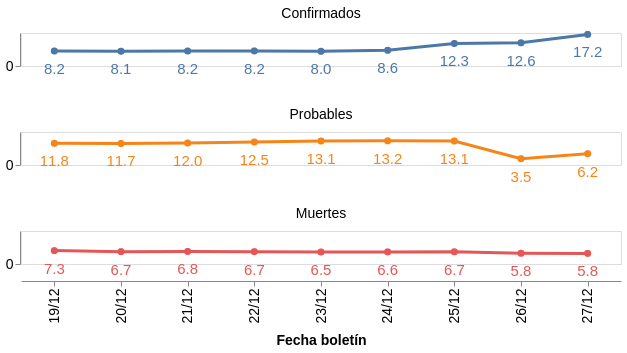 Confirmados
0
8.2 8.1 8.2 8.2 8.0 8.6 12.3 12.6 17.2
Probables
0
11.8 11.7 12.0 12.5 13.1 13.2 13.1 3.5 6.2
Muertes
0
7.3 6.7 6.8 6.7 6.5 6.6 6.7 5.8 5.8
19/12 20/12 21/12 22/12 23/12 24/12 25/12 26/12 27/12
Fecha boletín